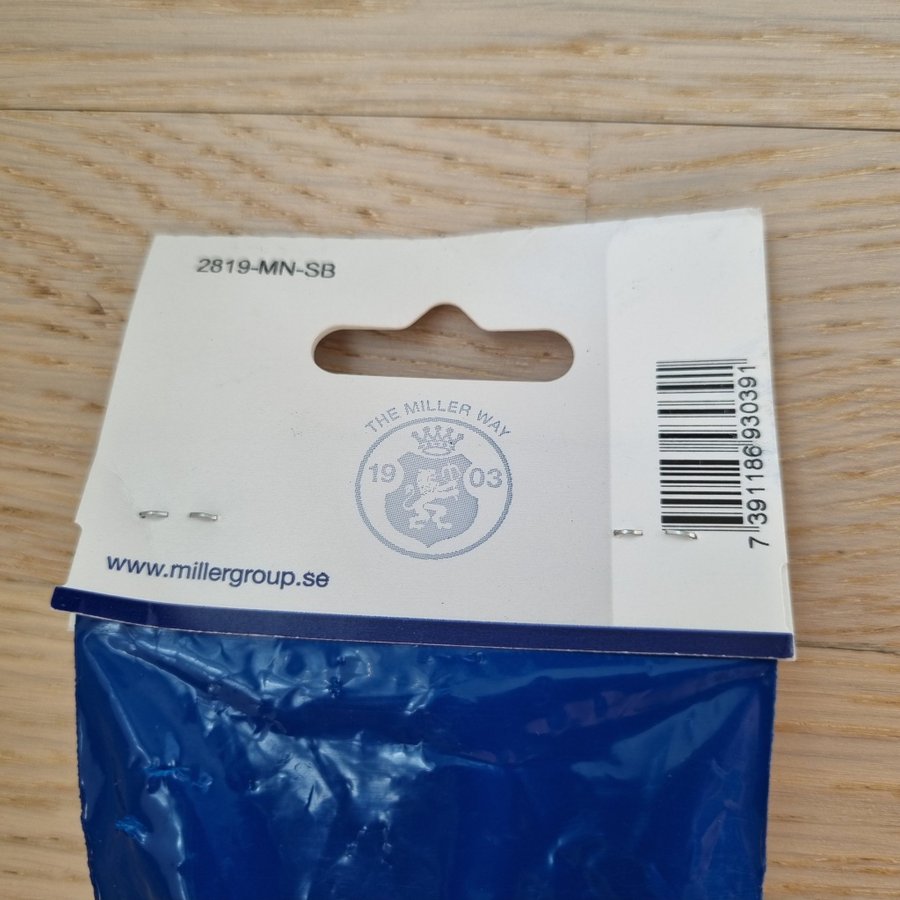 2819-MN-SB
THE MILLER WAY
19 03
www.millergroup.se
7 391186 930391